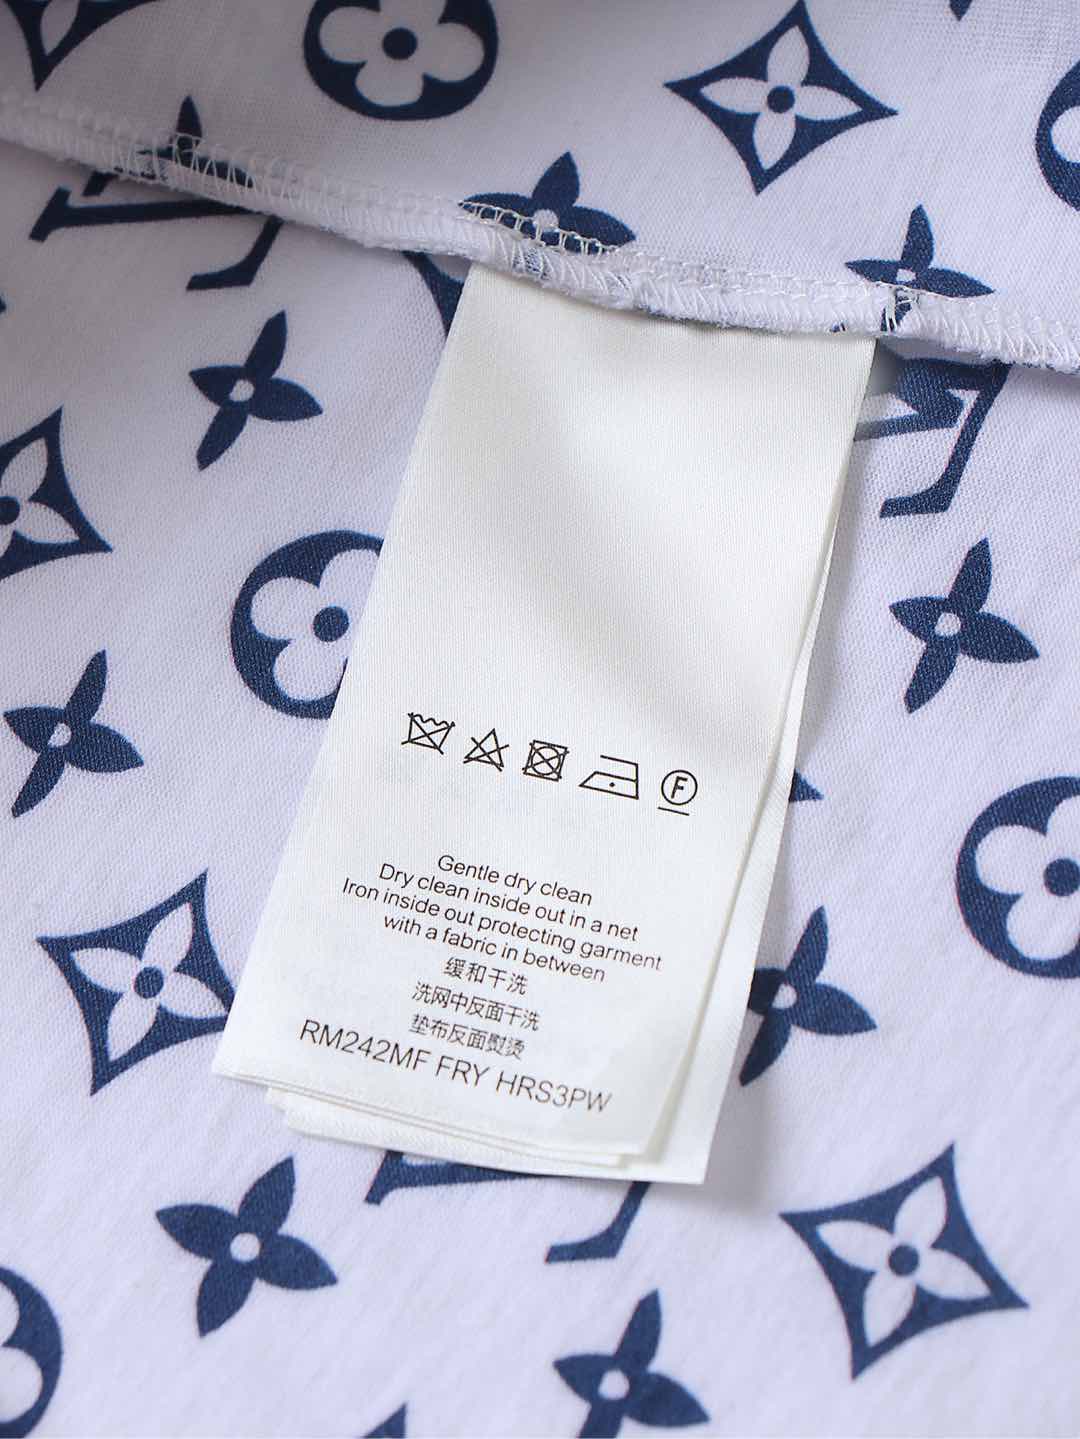 F
Gentle dry clean
Dry clean inside out in a net
Iron inside out protecting garment
with a fabric in between
缓和干洗
洗网中反面干洗
垫布反面熨烫
RM242MF FRY HRS3PW